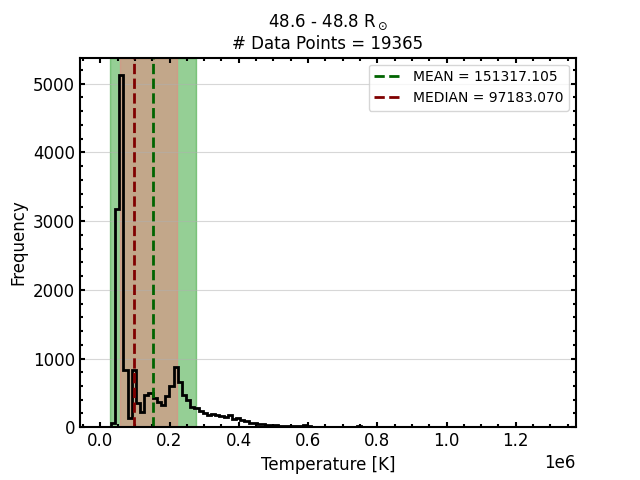 48.6 - 48.8 R⊙
# Data Points = 19365
MEAN = 151317.105
MEDIAN = 97183.070
Frequency
5000
4000
3000
2000
1000
0
0.0 0.2 0.4 0.6 0.8 1.0 1.2
1e6
Temperature [K]